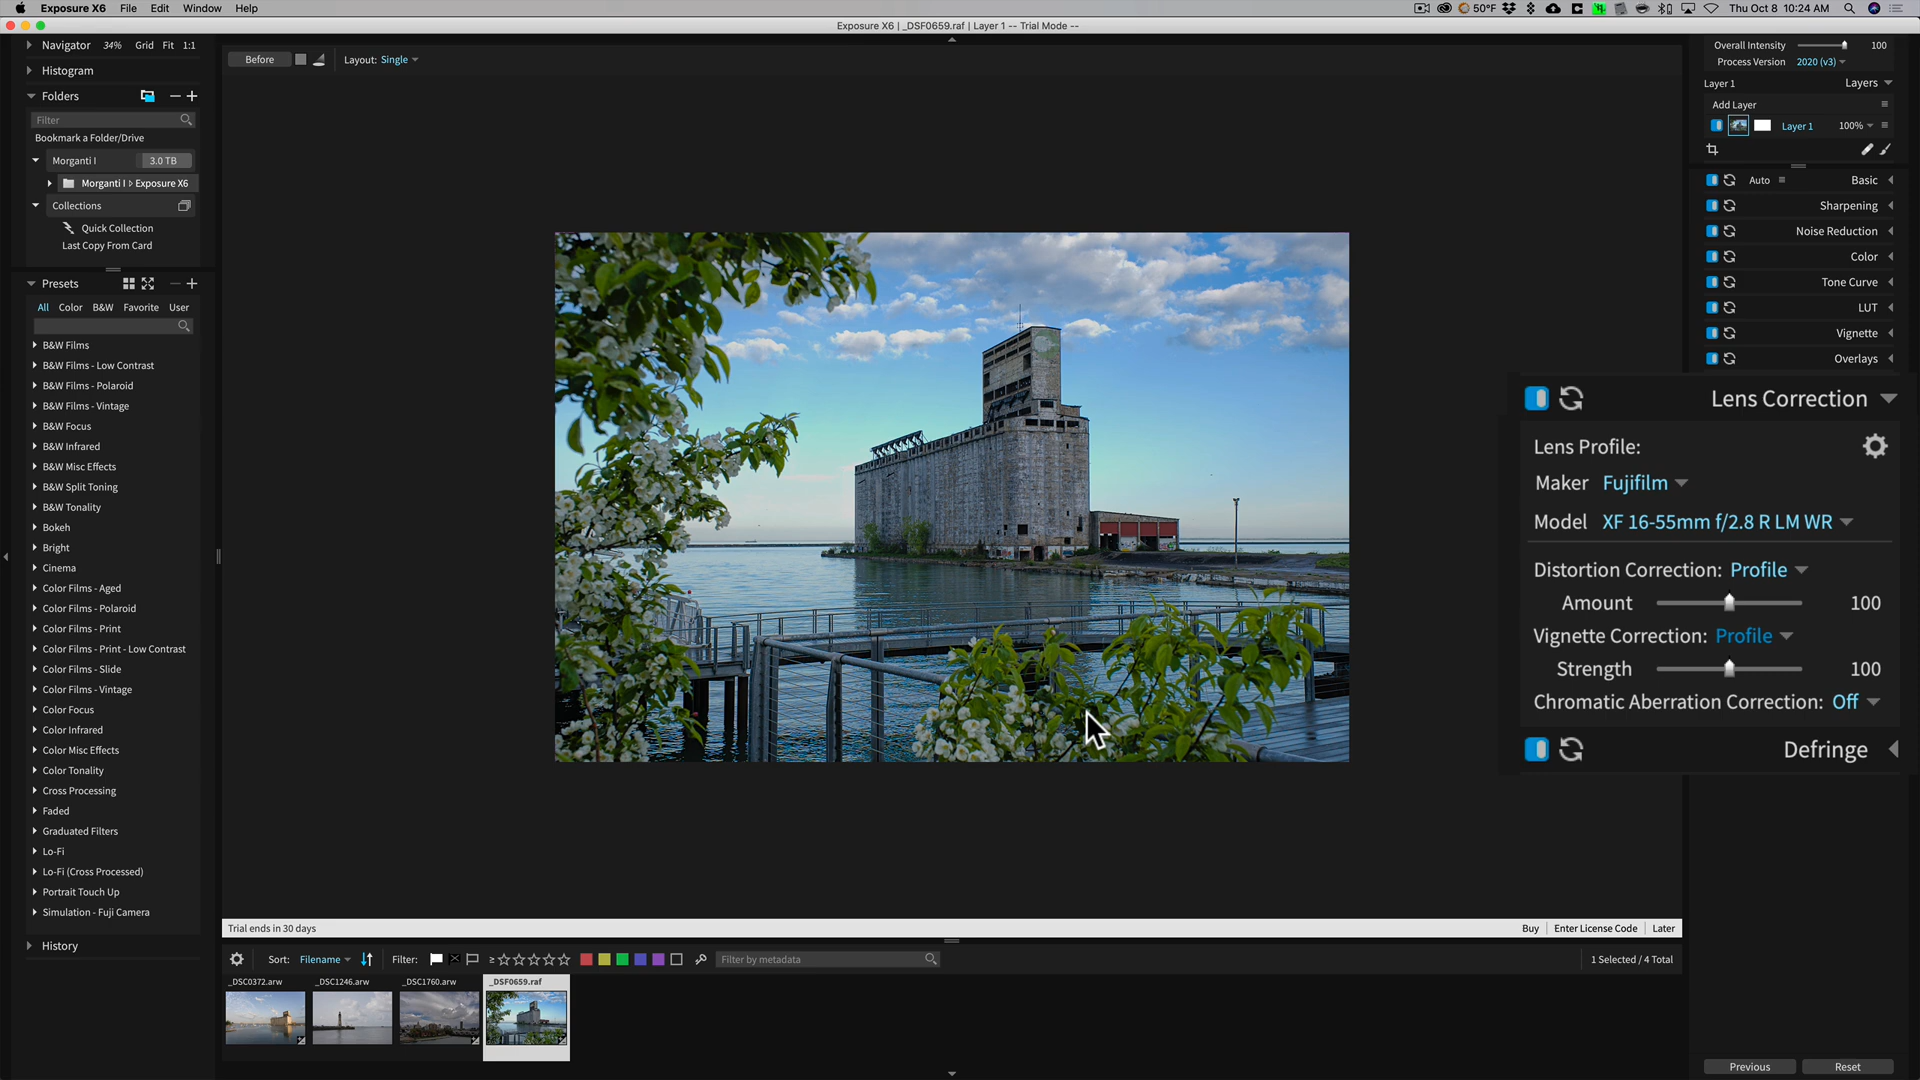 Exposure X6 File Edit Window Help
50°F Thu Oct 8 10:24 AM
Exposure X6 | _DSF0659.raf | Layer 1 -- Trial Mode --
Navigator 34% Grid Fit 1:1
Histogram
Folders
Filter
Bookmark a Folder/Drive
Morganti I 3.0 TB
Morganti I Exposure X6
Collections
Quick Collection
Last Copy From Card
Presets
All Color B&W Favorite User
B&W Films
B&W Films - Low Contrast
B&W Films - Polaroid
B&W Films - Vintage
B&W Focus
B&W Infrared
B&W Misc Effects
B&W Split Toning
B&W Tonality
Bokeh
Bright
Cinema
Color Films - Aged
Color Films - Polaroid
Color Films - Print
Color Films - Print - Low Contrast
Color Films - Slide
Color Films - Vintage
Color Focus
Color Infrared
Color Misc Effects
Color Tonality
Cross Processing
Faded
Graduated Filters
Lo-Fi
Lo-Fi (Cross Processed)
Portrait Touch Up
Simulation - Fuji Camera
History
Before Layout: Single
Trial ends in 30 days Buy Enter License Code Later
Sort: Filename Filter: ≥ Filter by metadata 1 Selected / 4 Total
_DSC0372.arw _DSC1246.arw _DSC1760.arw _DSF0659.raf
Overall Intensity 100
Process Version 2020 (v3)
Layer 1 Layers
Add Layer
Layer 1 100%
Auto Basic
Sharpening
Noise Reduction
Color
Tone Curve
LUT
Vignette
Overlays
Lens Correction
Lens Profile:
Maker Fujifilm
Model XF 16-55mm f/2.8 R LM WR
Distortion Correction: Profile
Amount 100
Vignette Correction: Profile
Strength 100
Chromatic Aberration Correction: Off
Defringe
Previous Reset